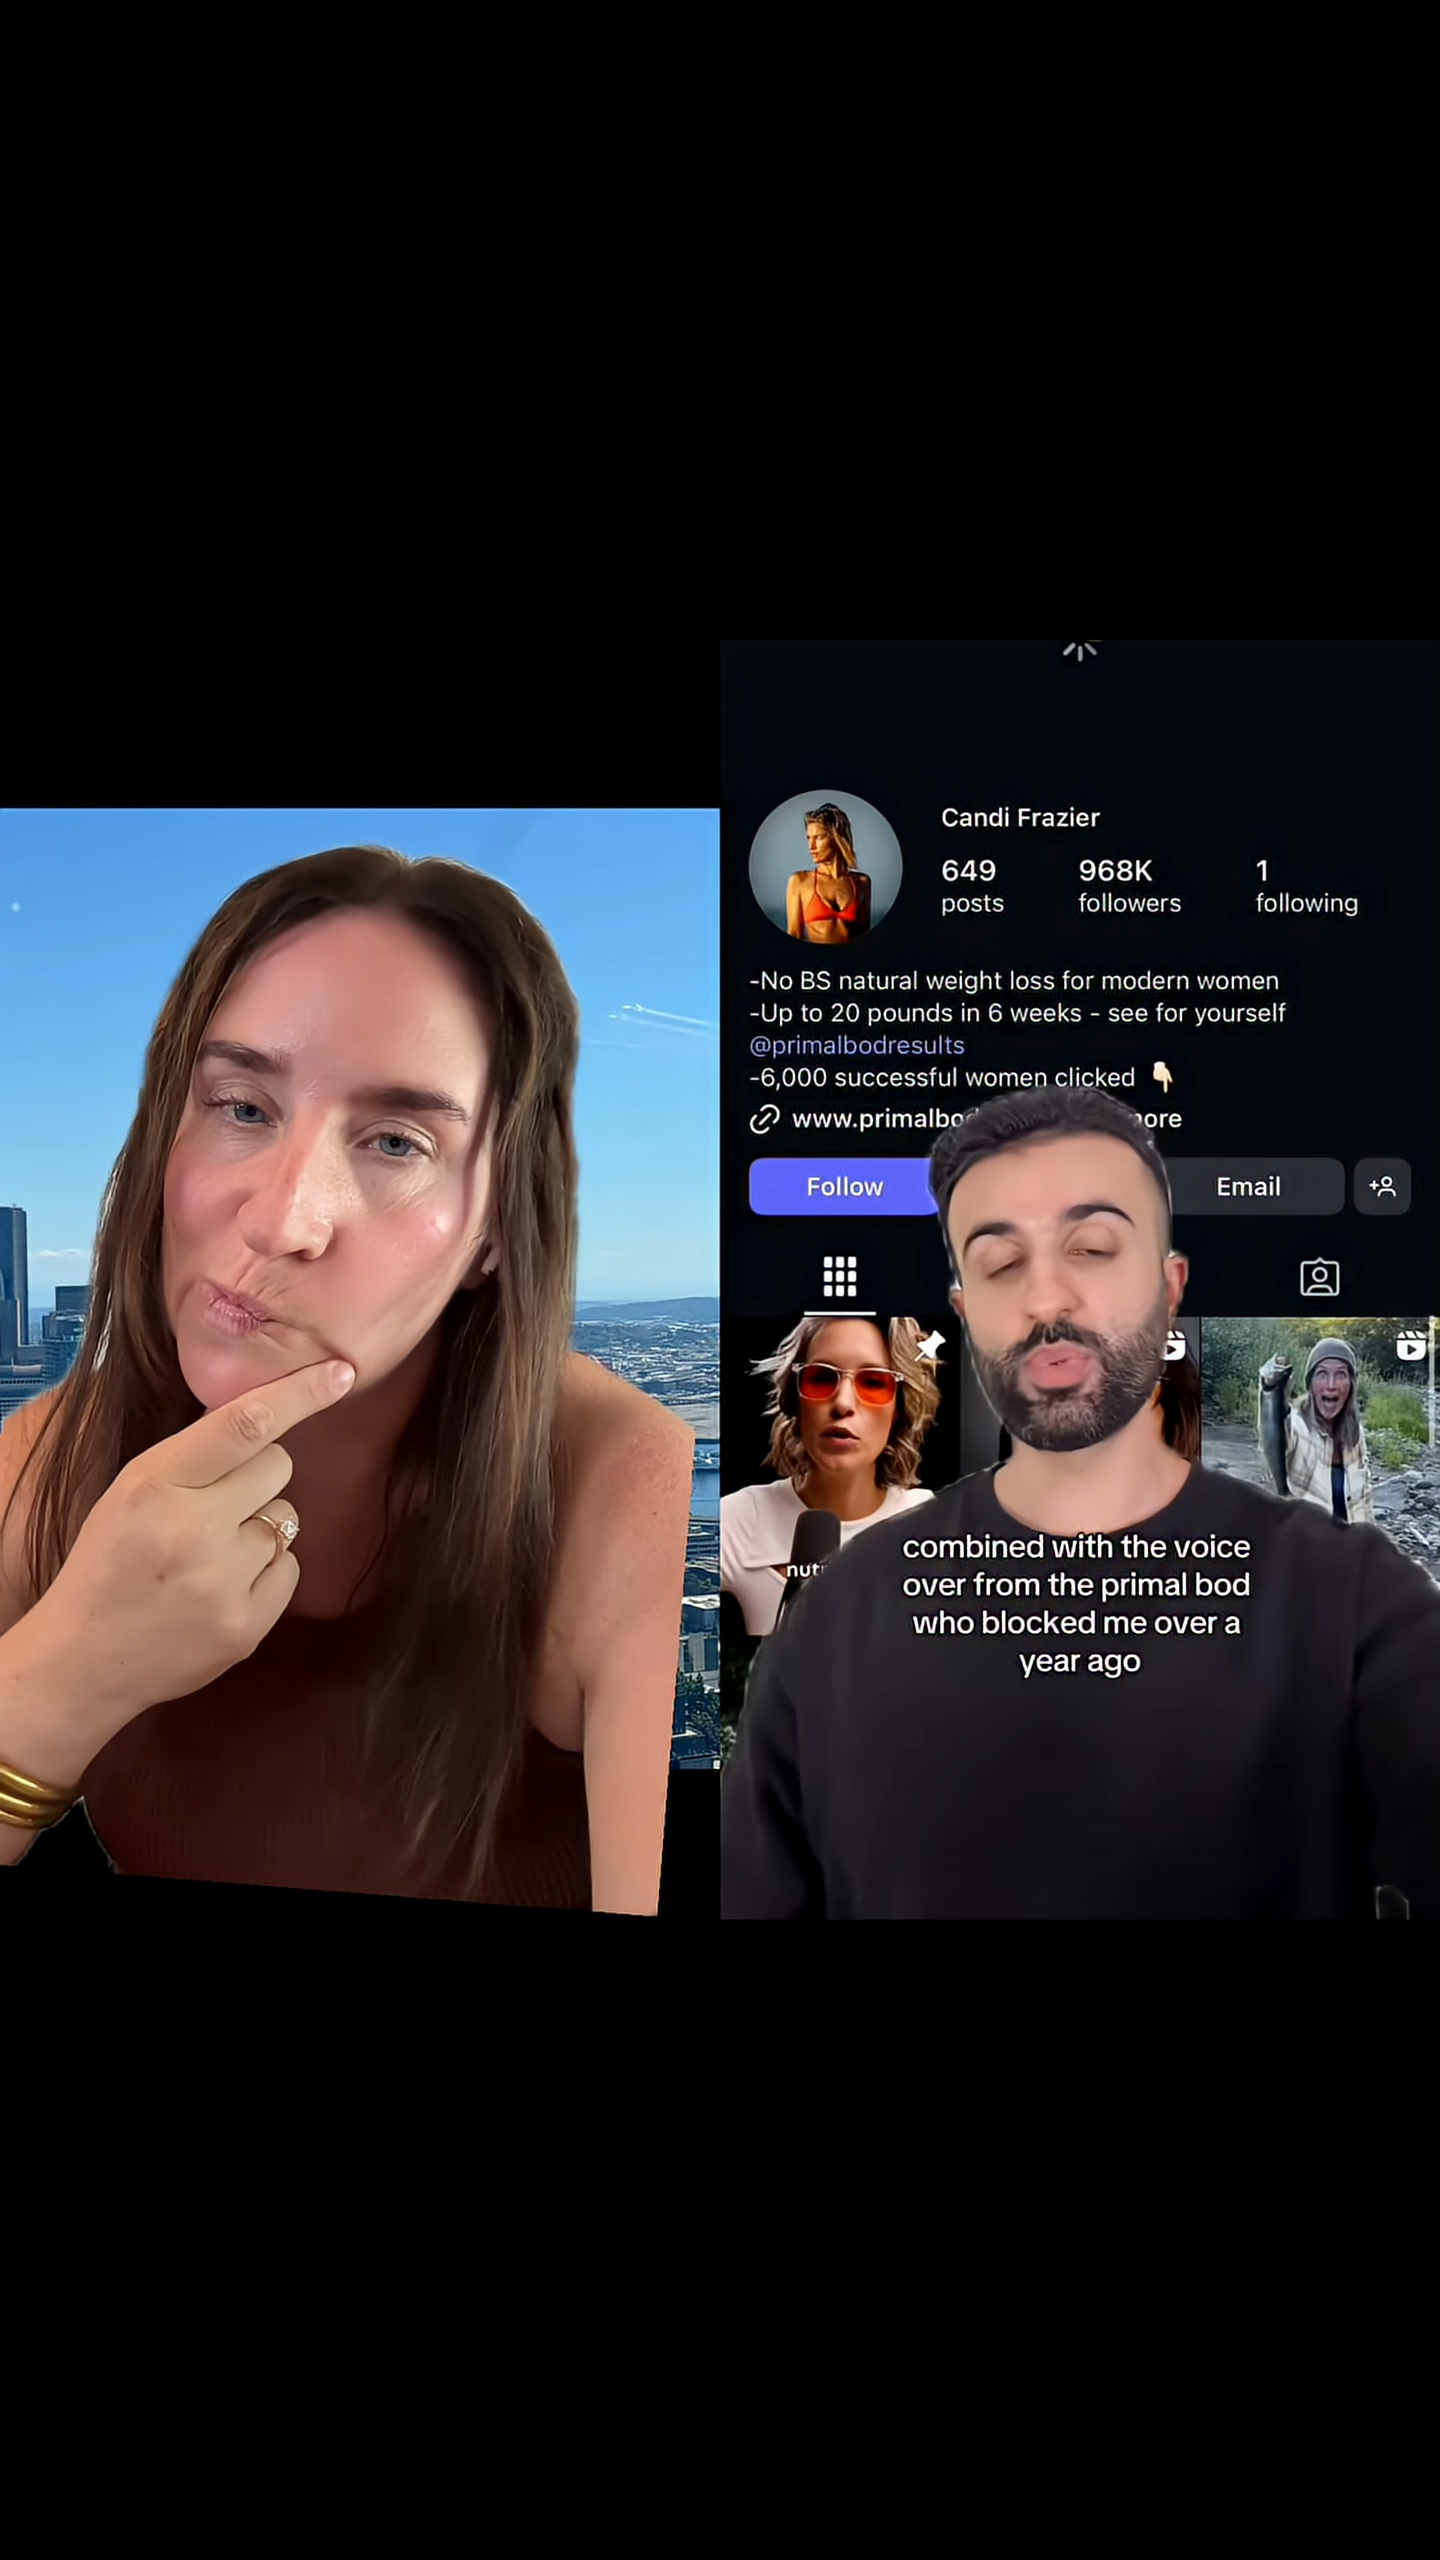 Candi Frazier
649 968K 1
posts followers following
-No BS natural weight loss for modern women
-Up to 20 pounds in 6 weeks - see for yourself
@primalbodresults
-6,000 successful women clicked 👇🏻
Follow Email
combined with the voice
over from the primal bod
who blocked me over a
year ago